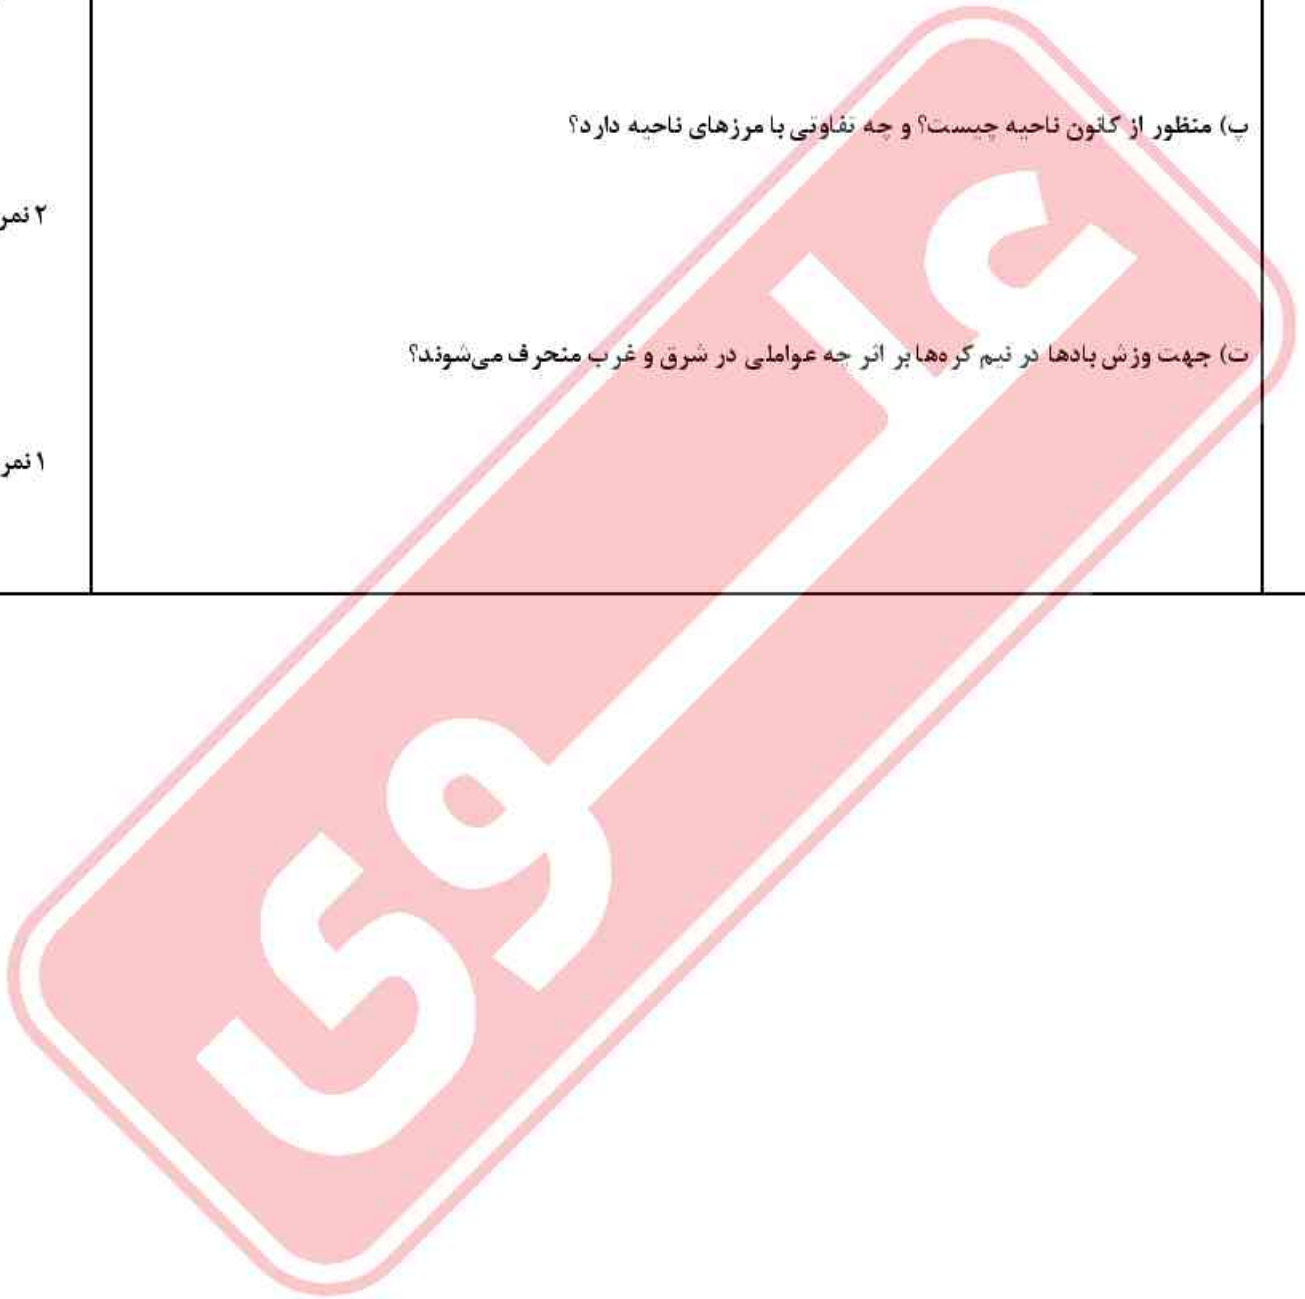 پ) منظور از کانون ناحیه چیست؟ و چه تفاوتی با مرزهای ناحیه دارد؟
۲ نمر
ت) جهت وزش بادها در نیم کره‌ها بر اثر چه عواملی در شرق و غرب منحرف می‌شوند؟
۱ نمر
علوی